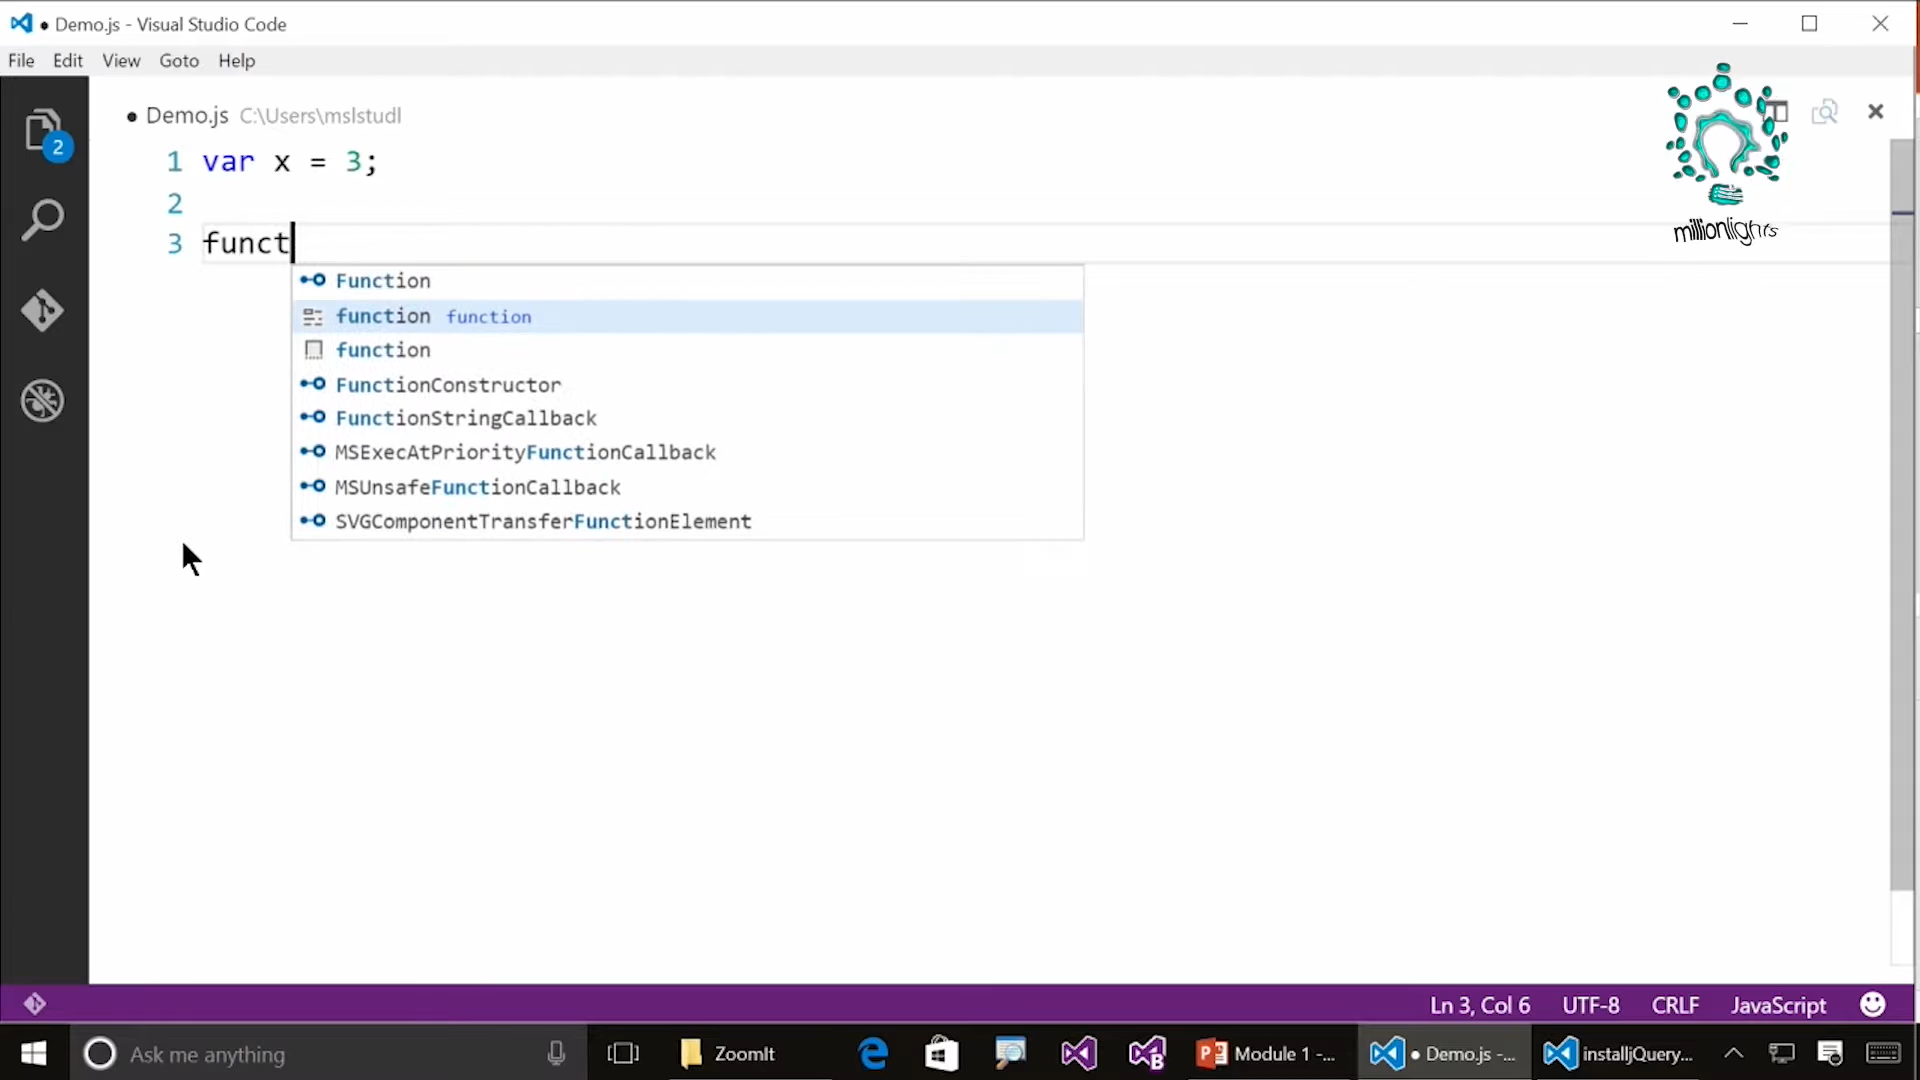 ● Demo.js - Visual Studio Code
File Edit View Goto Help
● Demo.js C:\Users\mslstudl
2
1 var x = 3;
2
3 funct
Function
function function
function
FunctionConstructor
FunctionStringCallback
MSExecAtPriorityFunctionCallback
MSUnsafeFunctionCallback
SVGComponentTransferFunctionElement
millionlights
Ln 3, Col 6 UTF-8 CRLF JavaScript
Ask me anything ZoomIt Module 1 -... ● Demo.js -... installjQuery...